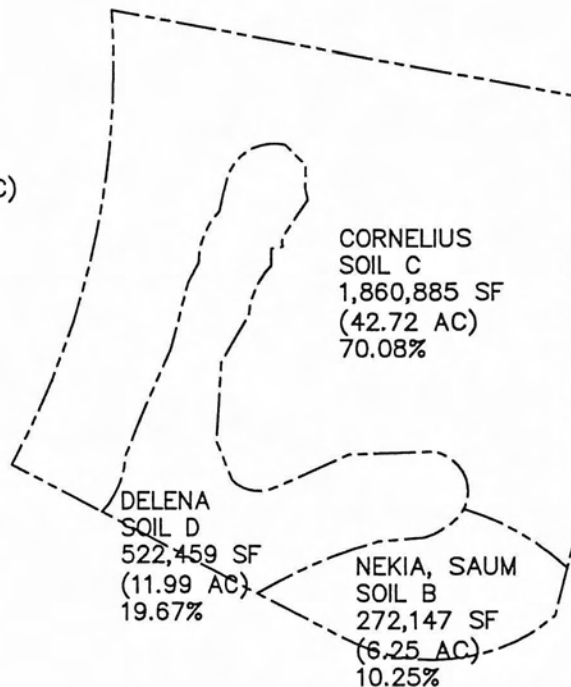 C)
CORNELIUS
SOIL C
1,860,885 SF
(42.72 AC)
70.08%
DELENA
SOIL D
522,459 SF
(11.99 AC)
19.67%
NEKIA, SAUM
SOIL B
272,147 SF
(6.25 AC)
10.25%